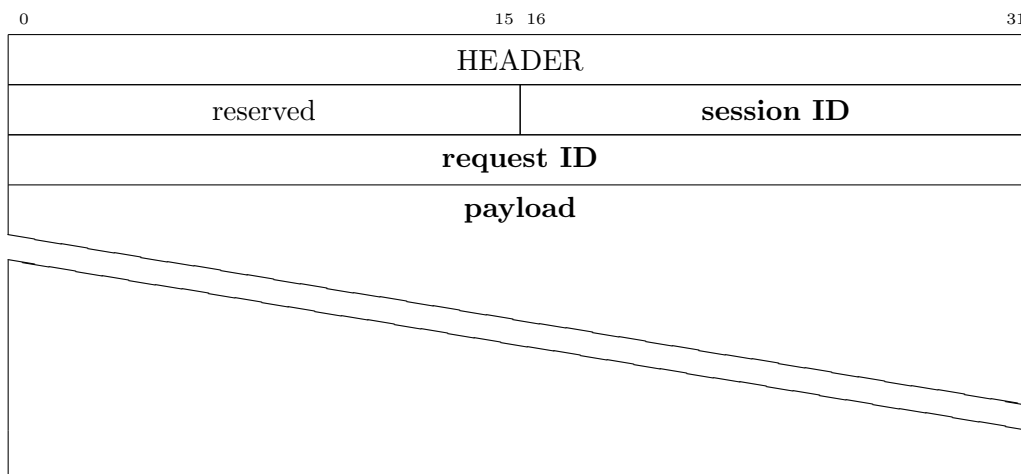 0 15 16 31
HEADER
reserved session ID
request ID
payload